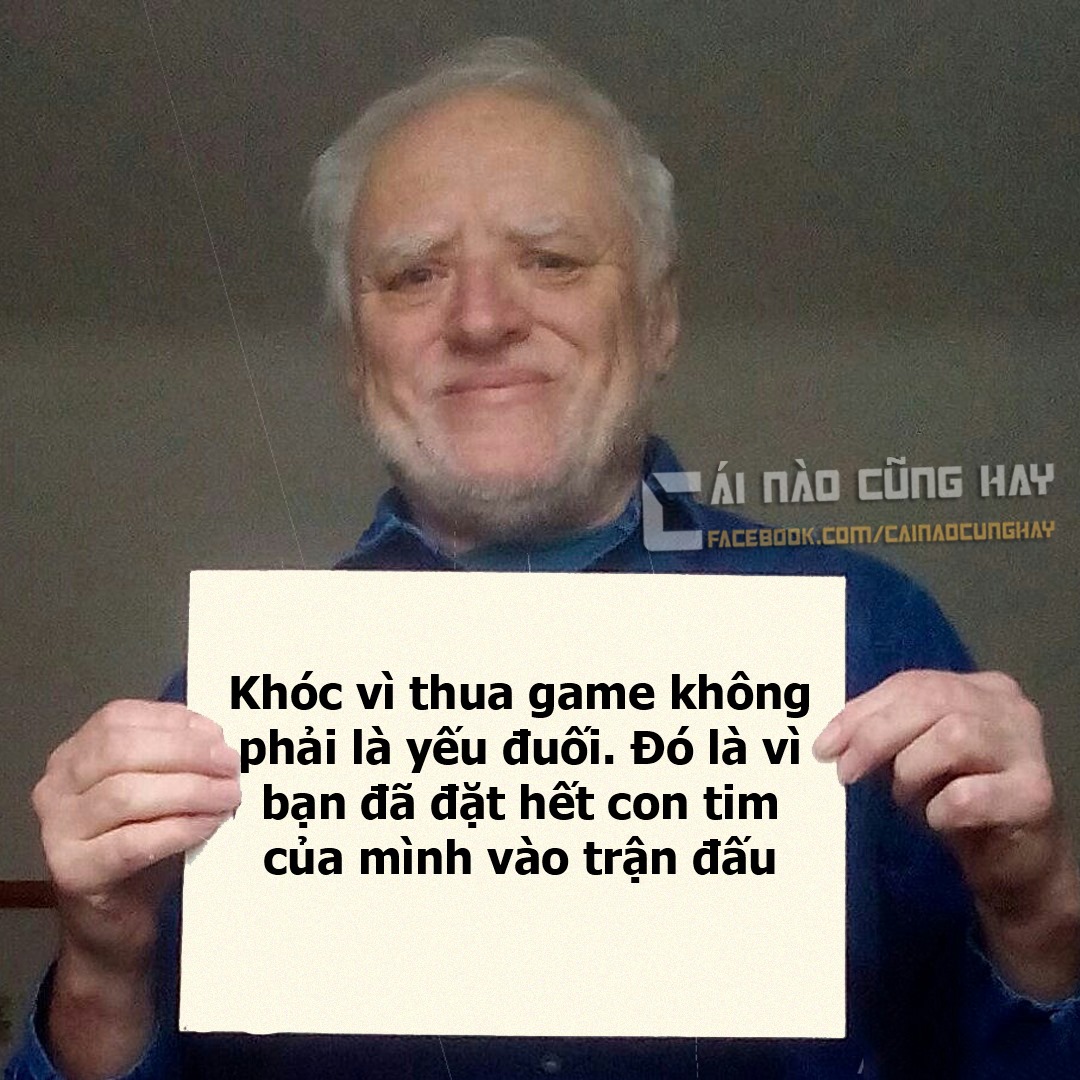 CÁI NÀO CŨNG HAY
FACEBOOK.COM/CAINAOCUNGHAY
Khóc vì thua game không
phải là yếu đuối. Đó là vì
bạn đã đặt hết con tim
của mình vào trận đấu